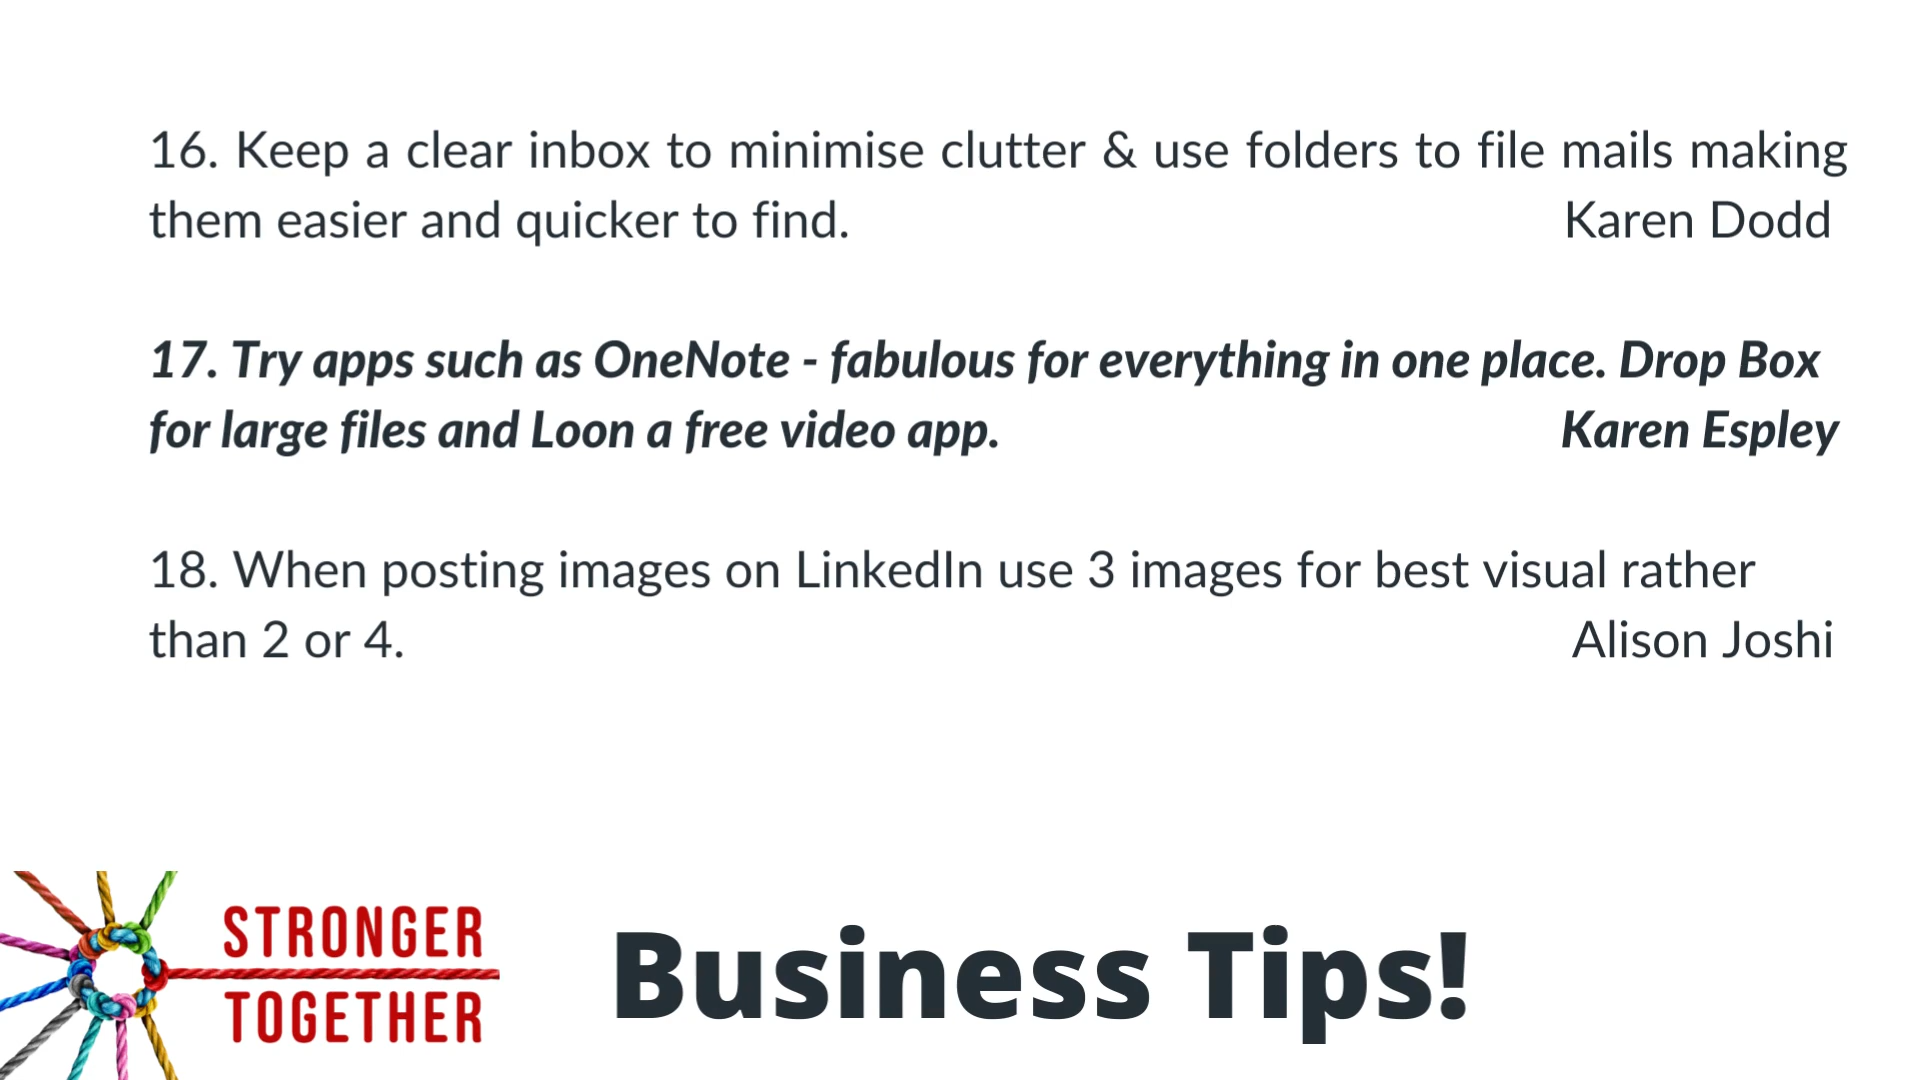 16. Keep a clear inbox to minimise clutter & use folders to file mails making
them easier and quicker to find. Karen Dodd
17. Try apps such as OneNote - fabulous for everything in one place. Drop Box
for large files and Loon a free video app. Karen Espley
18. When posting images on LinkedIn use 3 images for best visual rather
than 2 or 4. Alison Joshi
STRONGER
TOGETHER
Business Tips!